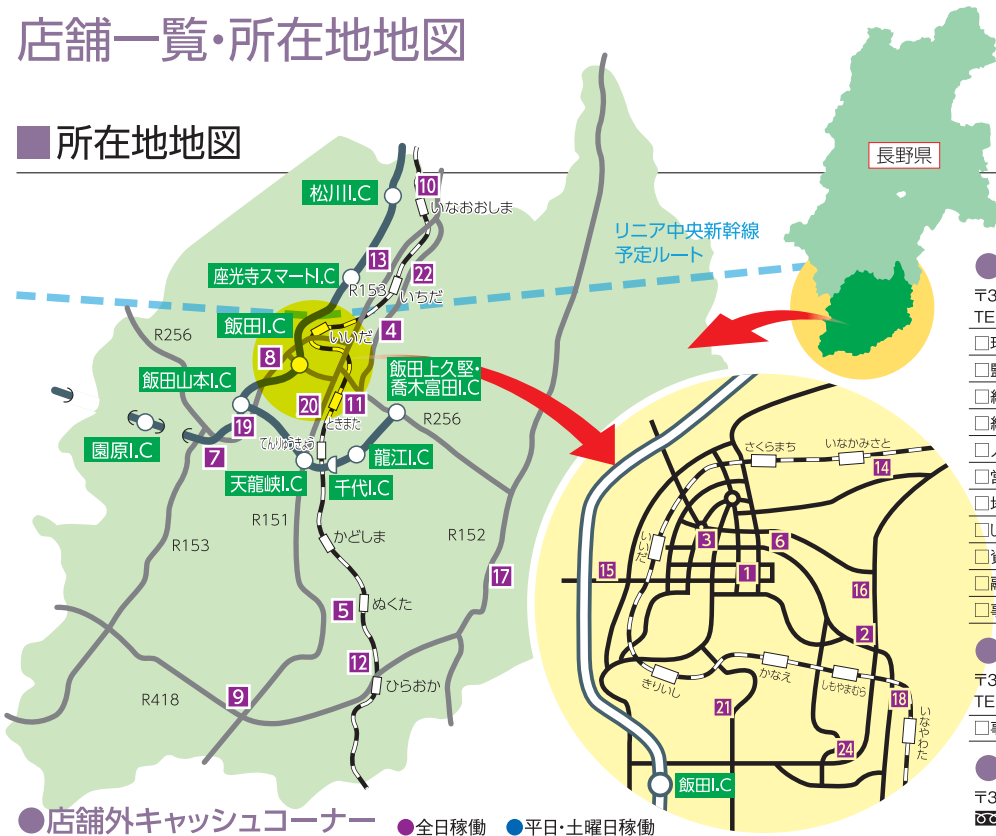 店舗一覧・所在地地図
■所在地地図
長野県
松川I.C
10
いなおおしま
リニア中央新幹線
予定ルート
13
座光寺スマートI.C
22
R153
いちだ
飯田I.C
いいだ
4
R256
8
飯田上久堅・
喬木富田I.C
飯田山本I.C
20
11
ときまた
R256
19
てんりゅうきょう
園原I.C
7
龍江I.C
天龍峡I.C
千代I.C
R151
かどしま
R152
R153
17
5
ぬくた
12
ひらおか
R418
9
さくらまち
いなかみさと
14
いいだ
3
6
15
1
16
2
きりいし
かなえ
しもやまむら
18
21
いなやわた
24
飯田I.C
〒3
TE
〒3
TE
〒3
●店舗外キャッシュコーナー
●全日稼働
●平日・土曜日稼働